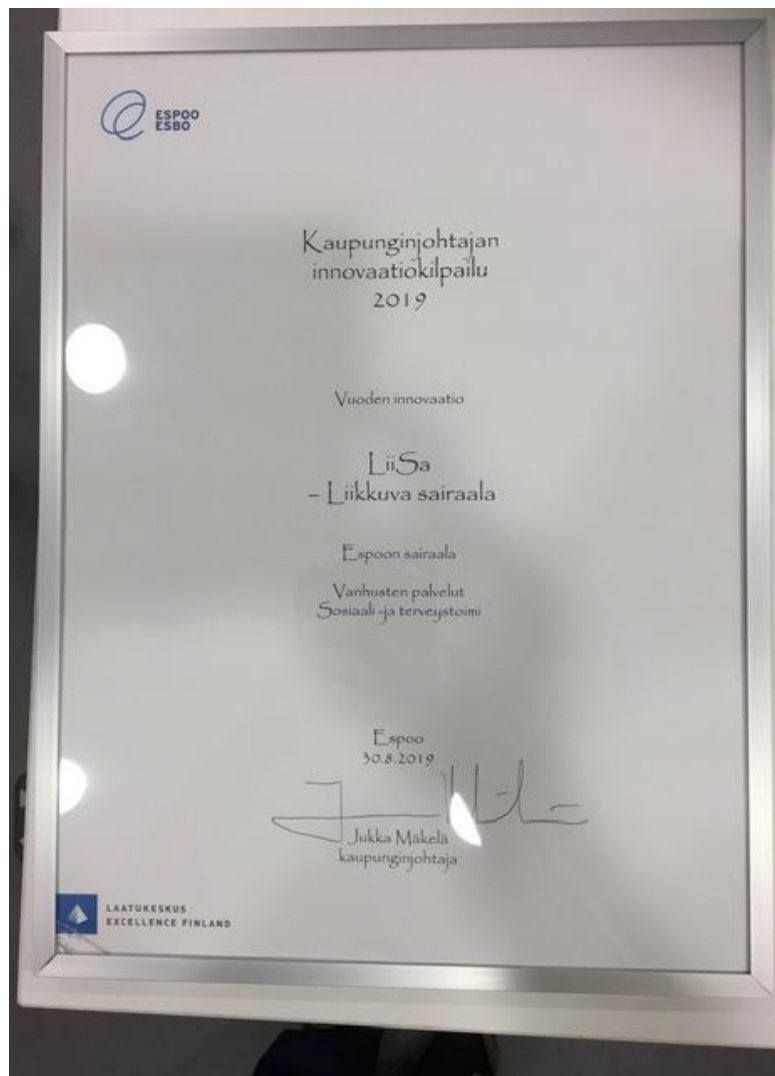 ESPOO
ESBO
Kaupunginjohtajan
innovaatiokilpailu
2019
Vuoden innovaatio
LiiSa
– Liikkuva sairaala
Espoon sairaala
Vanhusten palvelut
Sosiaali -ja terveystoimi
Espoo
30.8.2019
Jukka Mäkelä
kaupunginjohtaja
LAATUKESKUS
EXCELLENCE FINLAND